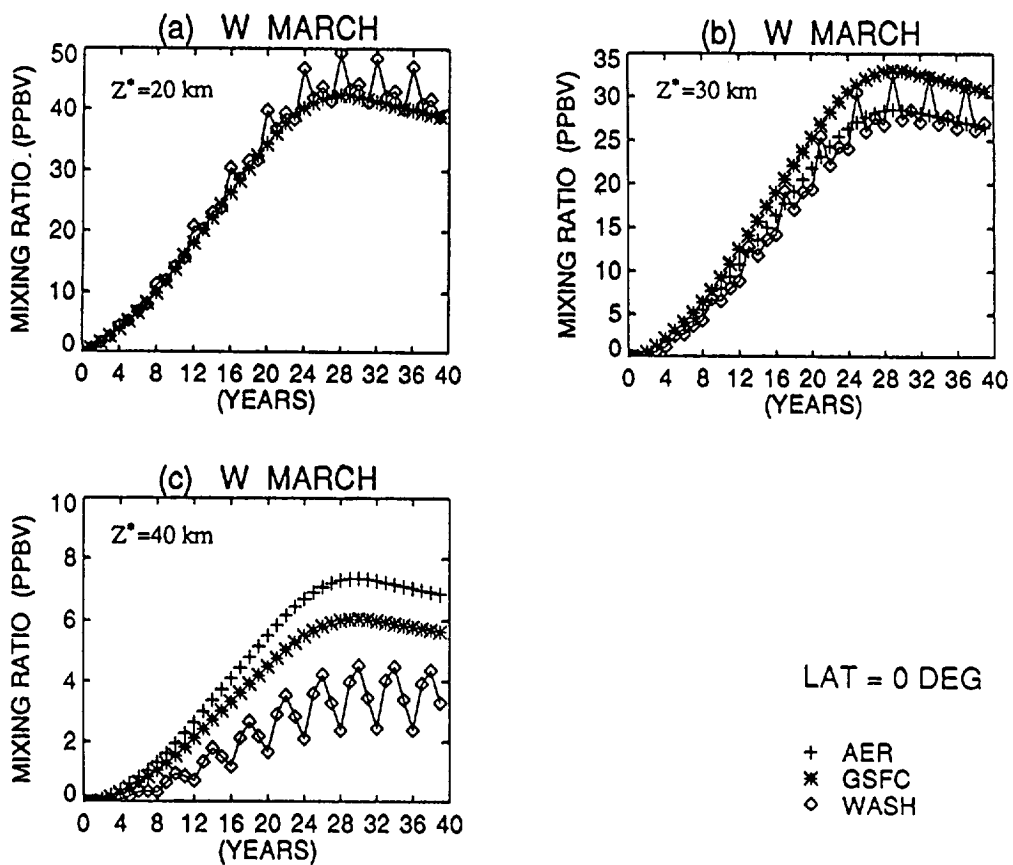 (a) W MARCH
Z*=20 km
MIXING RATIO. (PPBV)
50
40
30
20
10
0
0 4 8 12 16 20 24 28 32 36 40
(YEARS)
(b) W MARCH
Z*=30 km
MIXING RATIO (PPBV)
35
30
25
20
15
10
5
0
0 4 8 12 16 20 24 28 32 36 40
(YEARS)
(c) W MARCH
Z*=40 km
MIXING RATIO (PPBV)
10
8
6
4
2
0
0 4 8 12 16 20 24 28 32 36 40
(YEARS)
LAT = 0 DEG
+ AER
* GSFC
◇ WASH